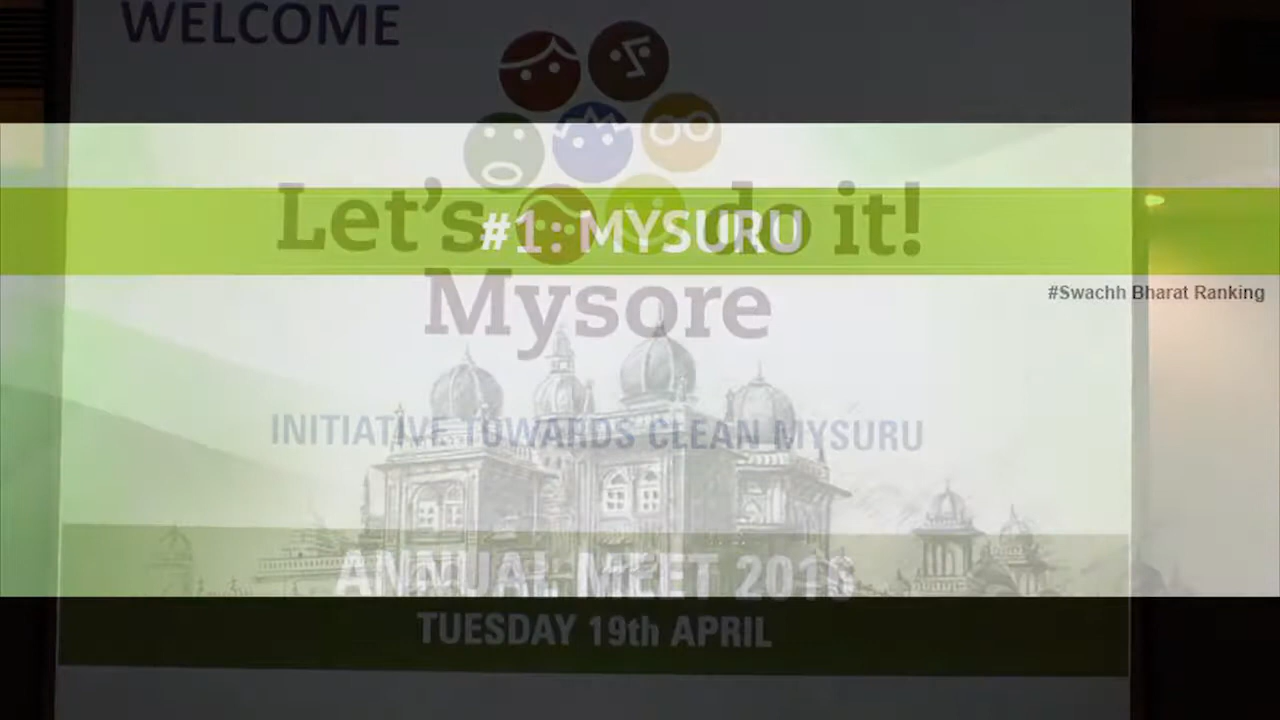 WELCOME
Let's do it!
#1: MYSURU
Mysore
#Swachh Bharat Ranking
INITIATIVE TOWARDS CLEAN MYSURU
ANNUAL MEET 2016
TUESDAY 19th APRIL